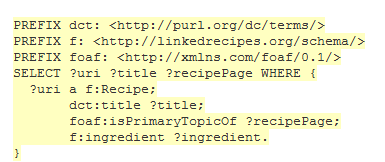 PREFIX dct: <http://purl.org/dc/terms/>
PREFIX f: <http://linkedrecipes.org/schema/>
PREFIX foaf: <http://xmlns.com/foaf/0.1/>
SELECT ?uri ?title ?recipePage WHERE {
  ?uri a f:Recipe;
       dct:title ?title;
       foaf:isPrimaryTopicOf ?recipePage;
       f:ingredient ?ingredient.
}